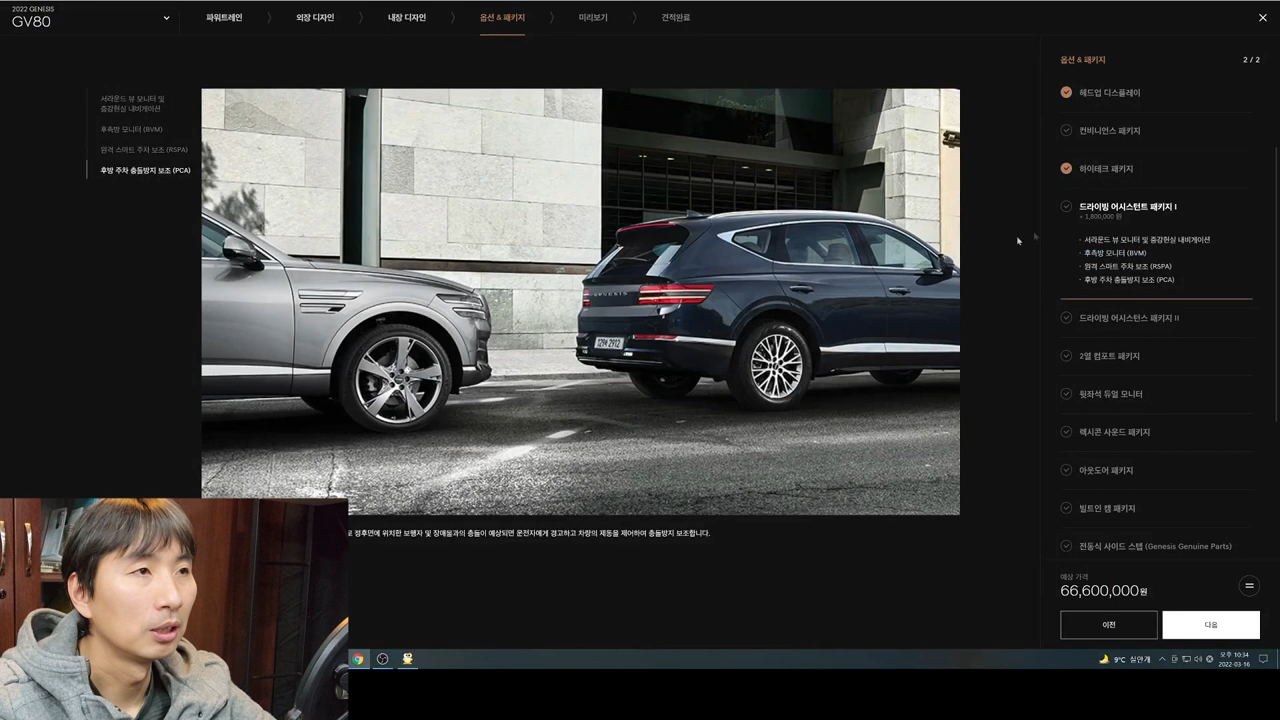 2022 GENESIS
GV80
파워트레인
외장 디자인
내장 디자인
옵션 & 패키지
미리보기
견적완료
서라운드 뷰 모니터 및
증강현실 내비게이션
후측방 모니터 (BVM)
원격 스마트 주차 보조 (RSPA)
후방 주차 충돌방지 보조 (PCA)
GENESIS
129사 2912
정후면에 위치한 보행자 및 장애물과의 충돌이 예상되면 운전자에게 경고하고 차량의 제동을 제어하여 충돌방지 보조합니다.
옵션 & 패키지
2 / 2
헤드업 디스플레이
컨비니언스 패키지
하이테크 패키지
드라이빙 어시스턴트 패키지 I
+ 1,800,000 원
· 서라운드 뷰 모니터 및 증강현실 내비게이션
· 후측방 모니터 (BVM)
· 원격 스마트 주차 보조 (RSPA)
· 후방 주차 충돌방지 보조 (PCA)
드라이빙 어시스턴스 패키지 II
2열 컴포트 패키지
뒷좌석 듀얼 모니터
렉시콘 사운드 패키지
아웃도어 패키지
빌트인 캠 패키지
전동식 사이드 스텝 (Genesis Genuine Parts)
예상 가격
66,600,000원
이전
다음
9°C 실안개
오후 10:34
2022-03-16